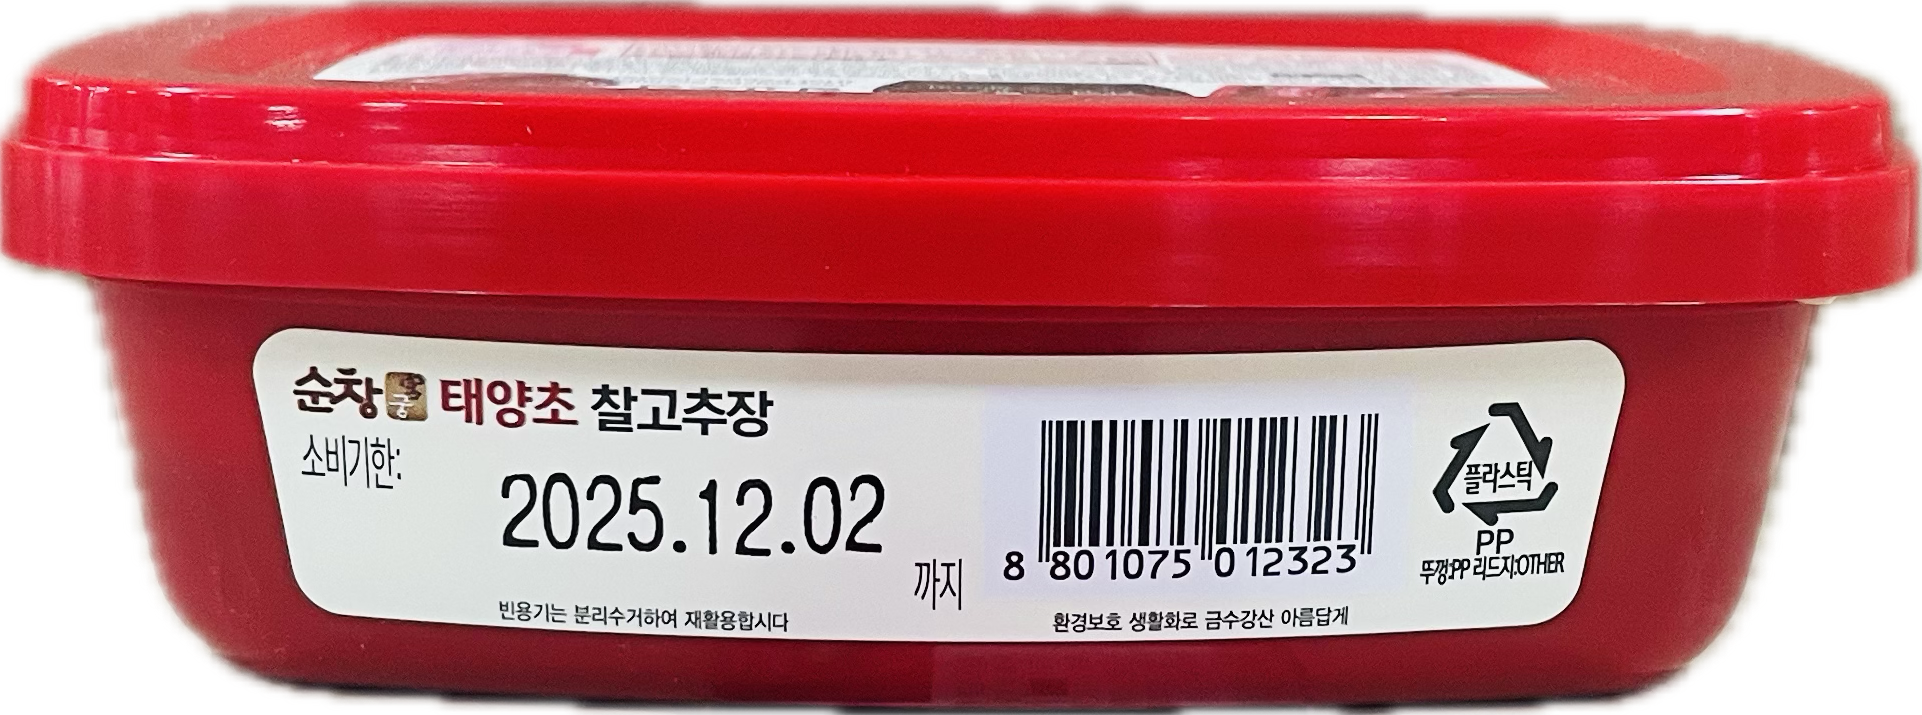 순창궁 태양초 찰고추장
소비기한:
2025.12.02
까지
빈용기는 분리수거하여 재활용합시다
8 801075 012323
환경보호 생활화로 금수강산 아름답게
플라스틱
PP
뚜껑:PP 리드지:OTHER